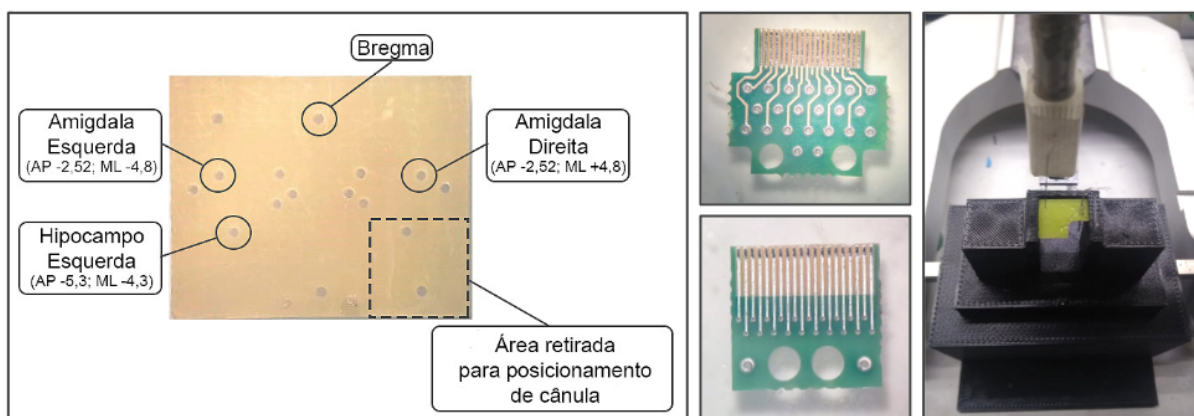 Bregma
Amigdala
Esquerda
(AP -2,52; ML -4,8)
Amigdala
Direita
(AP -2,52; ML +4,8)
Hipocampo
Esquerda
(AP -5,3; ML -4,3)
Área retirada
para posicionamento
de cânula